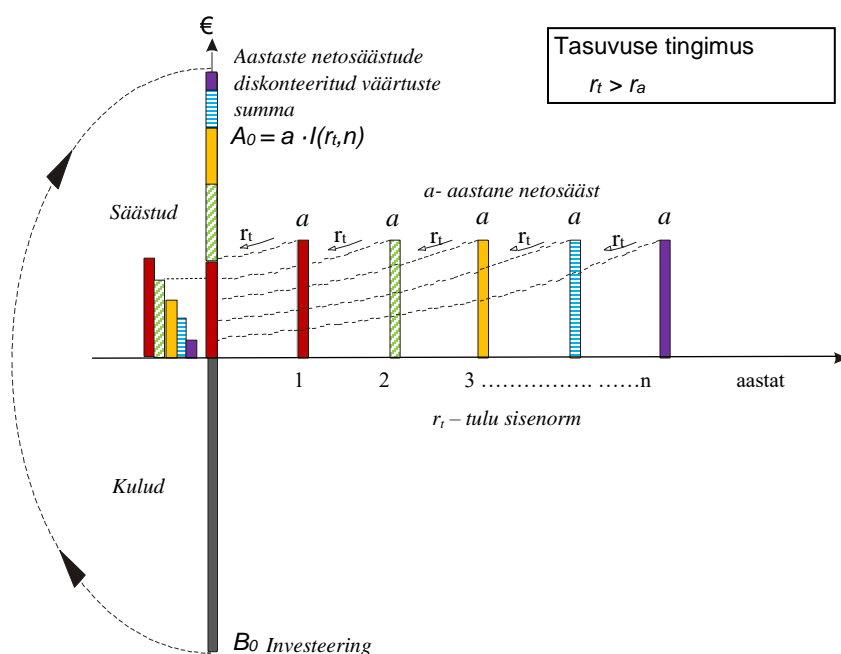 €
Aastaste netosäästude
diskonteeritud väärtuste
summa
A₀ = a · I(rₜ,n)
Tasuvuse tingimus
rₜ > rₐ
a- aastane netosääst
Säästud
a a a a a
rₜ rₜ rₜ rₜ rₜ
1 2 3 ................ ......n aastat
rₜ – tulu sisenorm
Kulud
B₀ Investeering